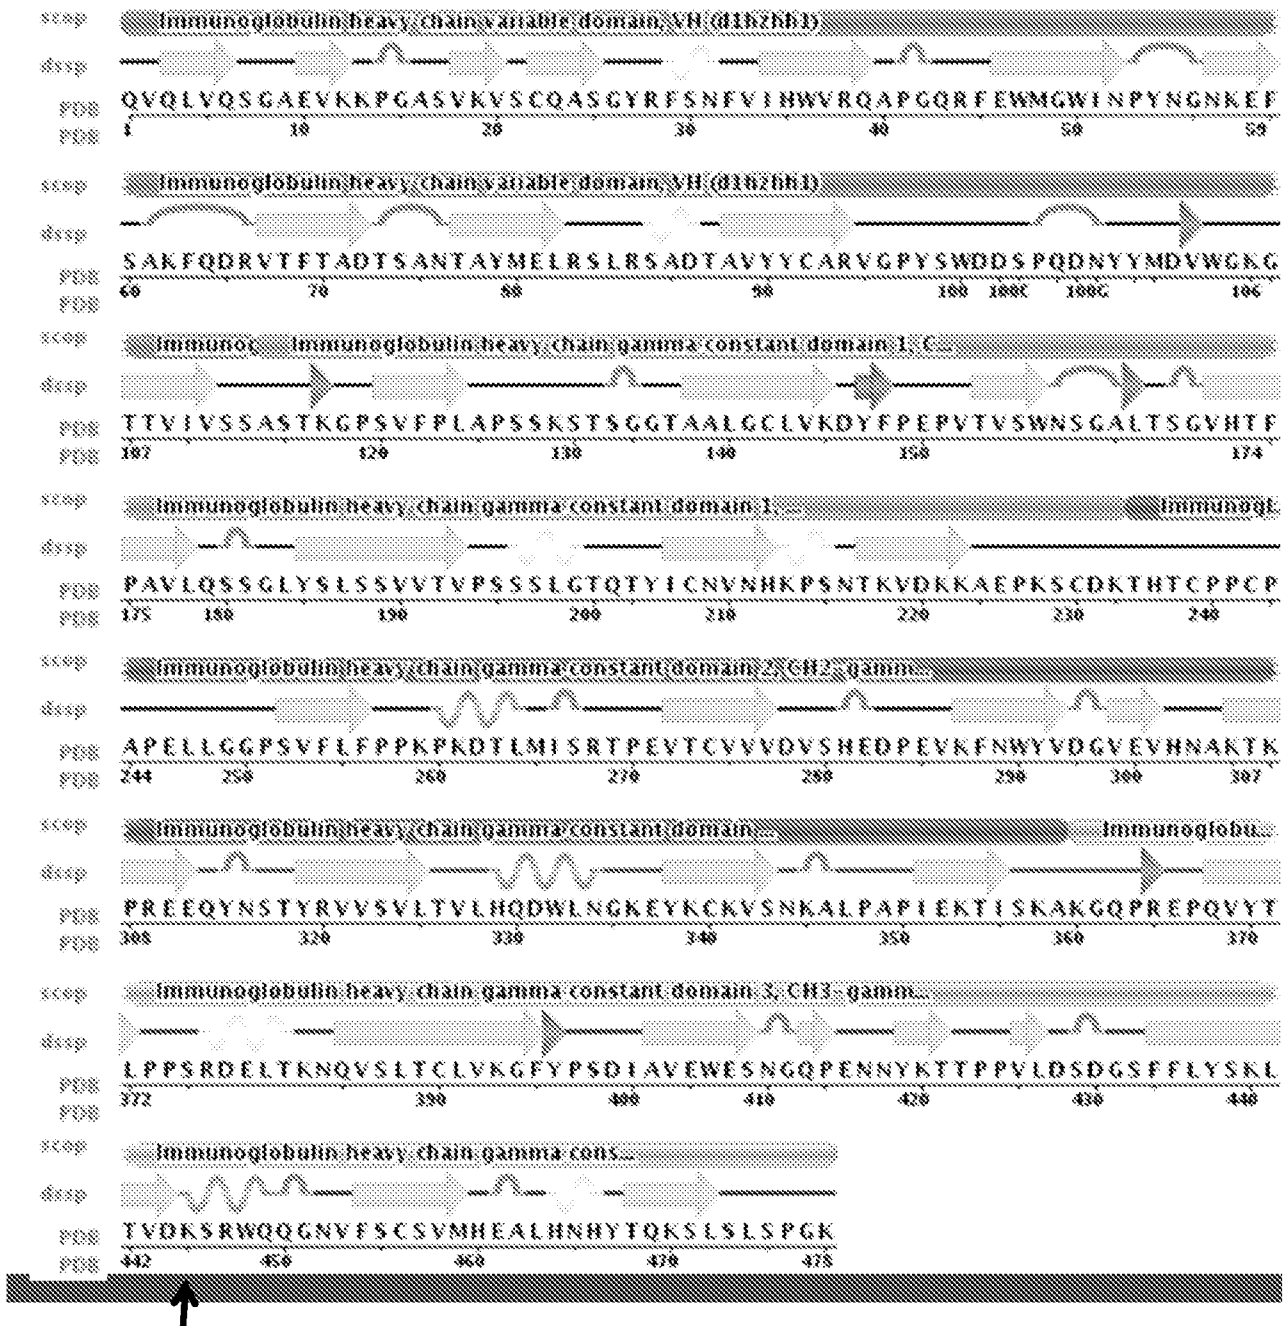 scop Immunoglobulin heavy chain variable domain, VH (d1hzhh1)
dssp
PDB QVQLVQSGAEVKKPGASVKVSCQASGYRFSNFVIHWVRQAPGQRFEWMGWINPYNGNKEF
PDB 1 10 20 30 40 50 59
scop Immunoglobulin heavy chain variable domain, VH (d1hzhh1)
dssp
PDB SAKFQDRVTFTADTSANTAYMELRSLRSADTAVYYCARVGPYSWDDSPQDNYYMDVWGKG
PDB 60 70 80 90 100 100C 100G 106
scop Immunog... Immunoglobulin heavy chain gamma constant domain 1, C...
dssp
PDB TTVIVSSASTKGPSVFPLAPSSKSTSGGTAALGCLVKDYFPEPVTVSWNSGALTSGVHTF
PDB 107 120 130 140 150 174
scop Immunoglobulin heavy chain gamma constant domain 1, ... Immunogl...
dssp
PDB PAVLQSSGLYSLSSVVTVPSSSLGTQTYICNVNHKPSNTKVDKKAEPKSCDKTHTCPPCP
PDB 175 180 190 200 210 220 230 240
scop Immunoglobulin heavy chain gamma constant domain 2, CH2-gamm...
dssp
PDB APELLGGPSVFLFPPKPKDTLMISRTPEVTCVVVDVSHEDPEVKFNWYVDGVEVHNAKTK
PDB 244 250 260 270 280 290 300 307
scop Immunoglobulin heavy chain gamma constant domain ... Immunoglobu...
dssp
PDB PREEQYNSTYRVVSVLTVLHQDWLNGKEYKCKVSNKALPAPIEKTISKAKGQPREPQVYT
PDB 308 320 330 340 350 360 370
scop Immunoglobulin heavy chain gamma constant domain 3, CH3-gamm...
dssp
PDB LPPSRDELTKNQVSLTCLVKGFYPSDIAVEWESNGQPENNYKTTPPVLDSDGSFFLYSKL
PDB 372 390 400 410 420 430 440
scop Immunoglobulin heavy chain gamma cons...
dssp
PDB TVDKSRWQQGNVFSCSVMHEALHNHYTQKSLSLSPGK
PDB 442 450 460 470 478